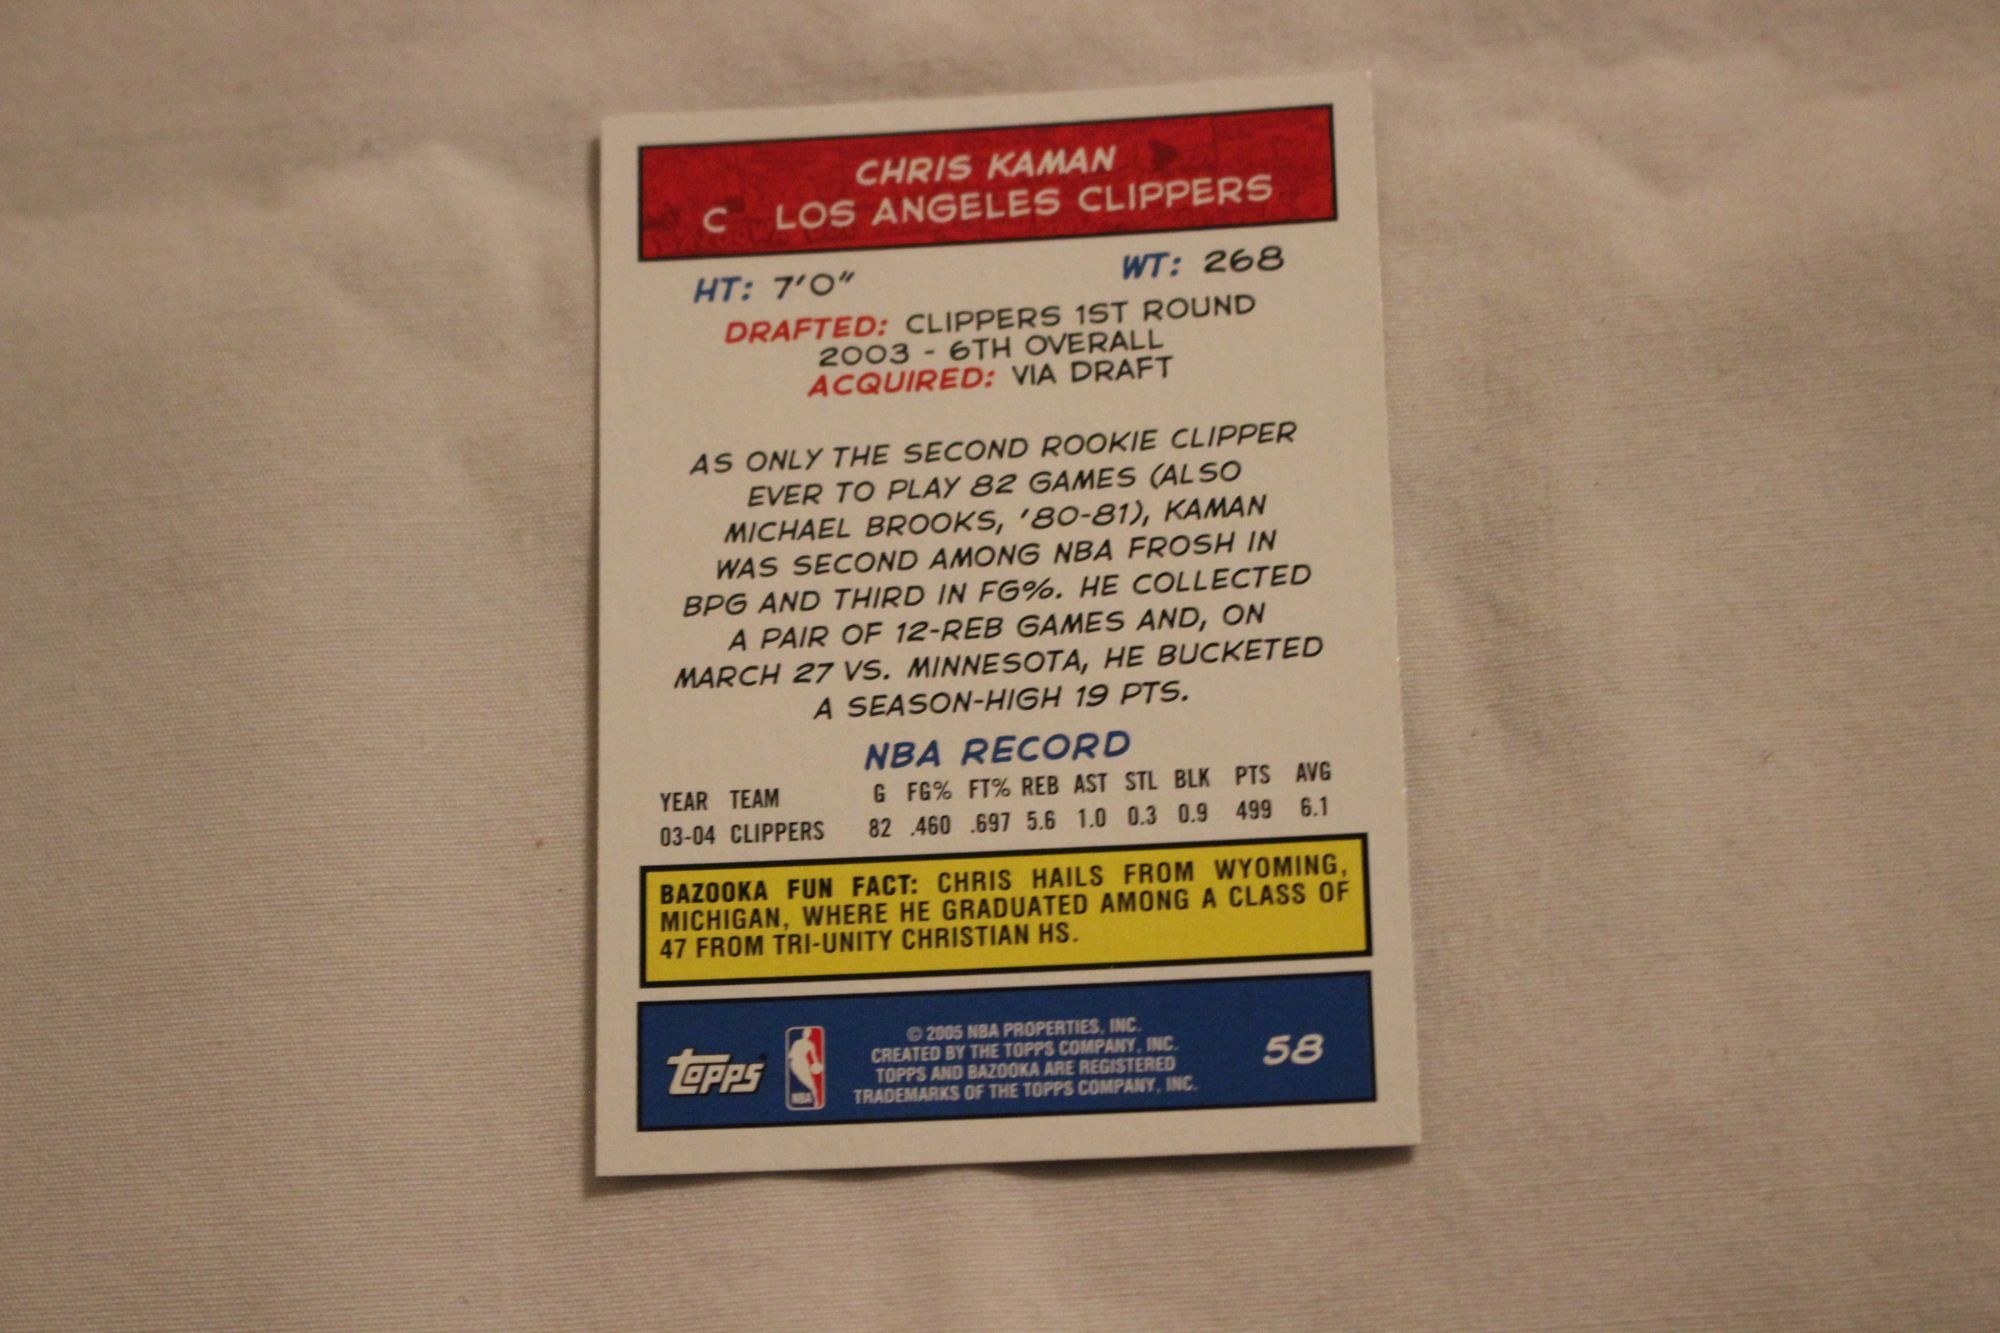 CHRIS KAMAN
C LOS ANGELES CLIPPERS
HT: 7'0" WT: 268
DRAFTED: CLIPPERS 1ST ROUND
2003 - 6TH OVERALL
ACQUIRED: VIA DRAFT
AS ONLY THE SECOND ROOKIE CLIPPER
EVER TO PLAY 82 GAMES (ALSO
MICHAEL BROOKS, '80-81), KAMAN
WAS SECOND AMONG NBA FROSH IN
BPG AND THIRD IN FG%. HE COLLECTED
A PAIR OF 12-REB GAMES AND, ON
MARCH 27 VS. MINNESOTA, HE BUCKETED
A SEASON-HIGH 19 PTS.
NBA RECORD
YEAR TEAM G FG% FT% REB AST STL BLK PTS AVG
03-04 CLIPPERS 82 .460 .697 5.6 1.0 0.3 0.9 499 6.1
BAZOOKA FUN FACT: CHRIS HAILS FROM WYOMING,
MICHIGAN, WHERE HE GRADUATED AMONG A CLASS OF
47 FROM TRI-UNITY CHRISTIAN HS.
© 2005 NBA PROPERTIES, INC.
CREATED BY THE TOPPS COMPANY, INC.
TOPPS AND BAZOOKA ARE REGISTERED
TRADEMARKS OF THE TOPPS COMPANY, INC.
topps
NBA
58